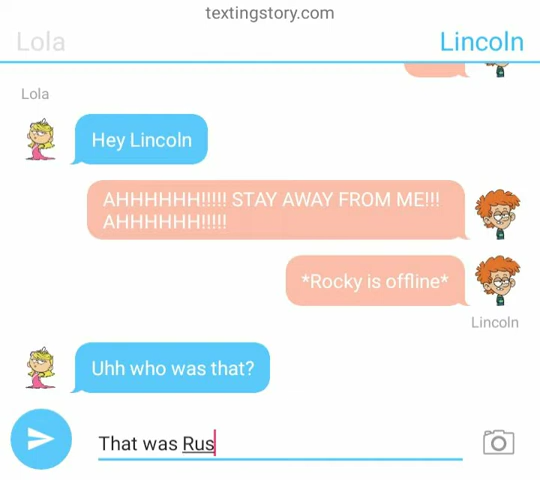 textingstory.com
Lola
Lincoln
Lola
Hey Lincoln
AHHHHHH!!!!! STAY AWAY FROM ME!!!
AHHHHHH!!!!!
*Rocky is offline*
Lincoln
Uhh who was that?
That was Rus